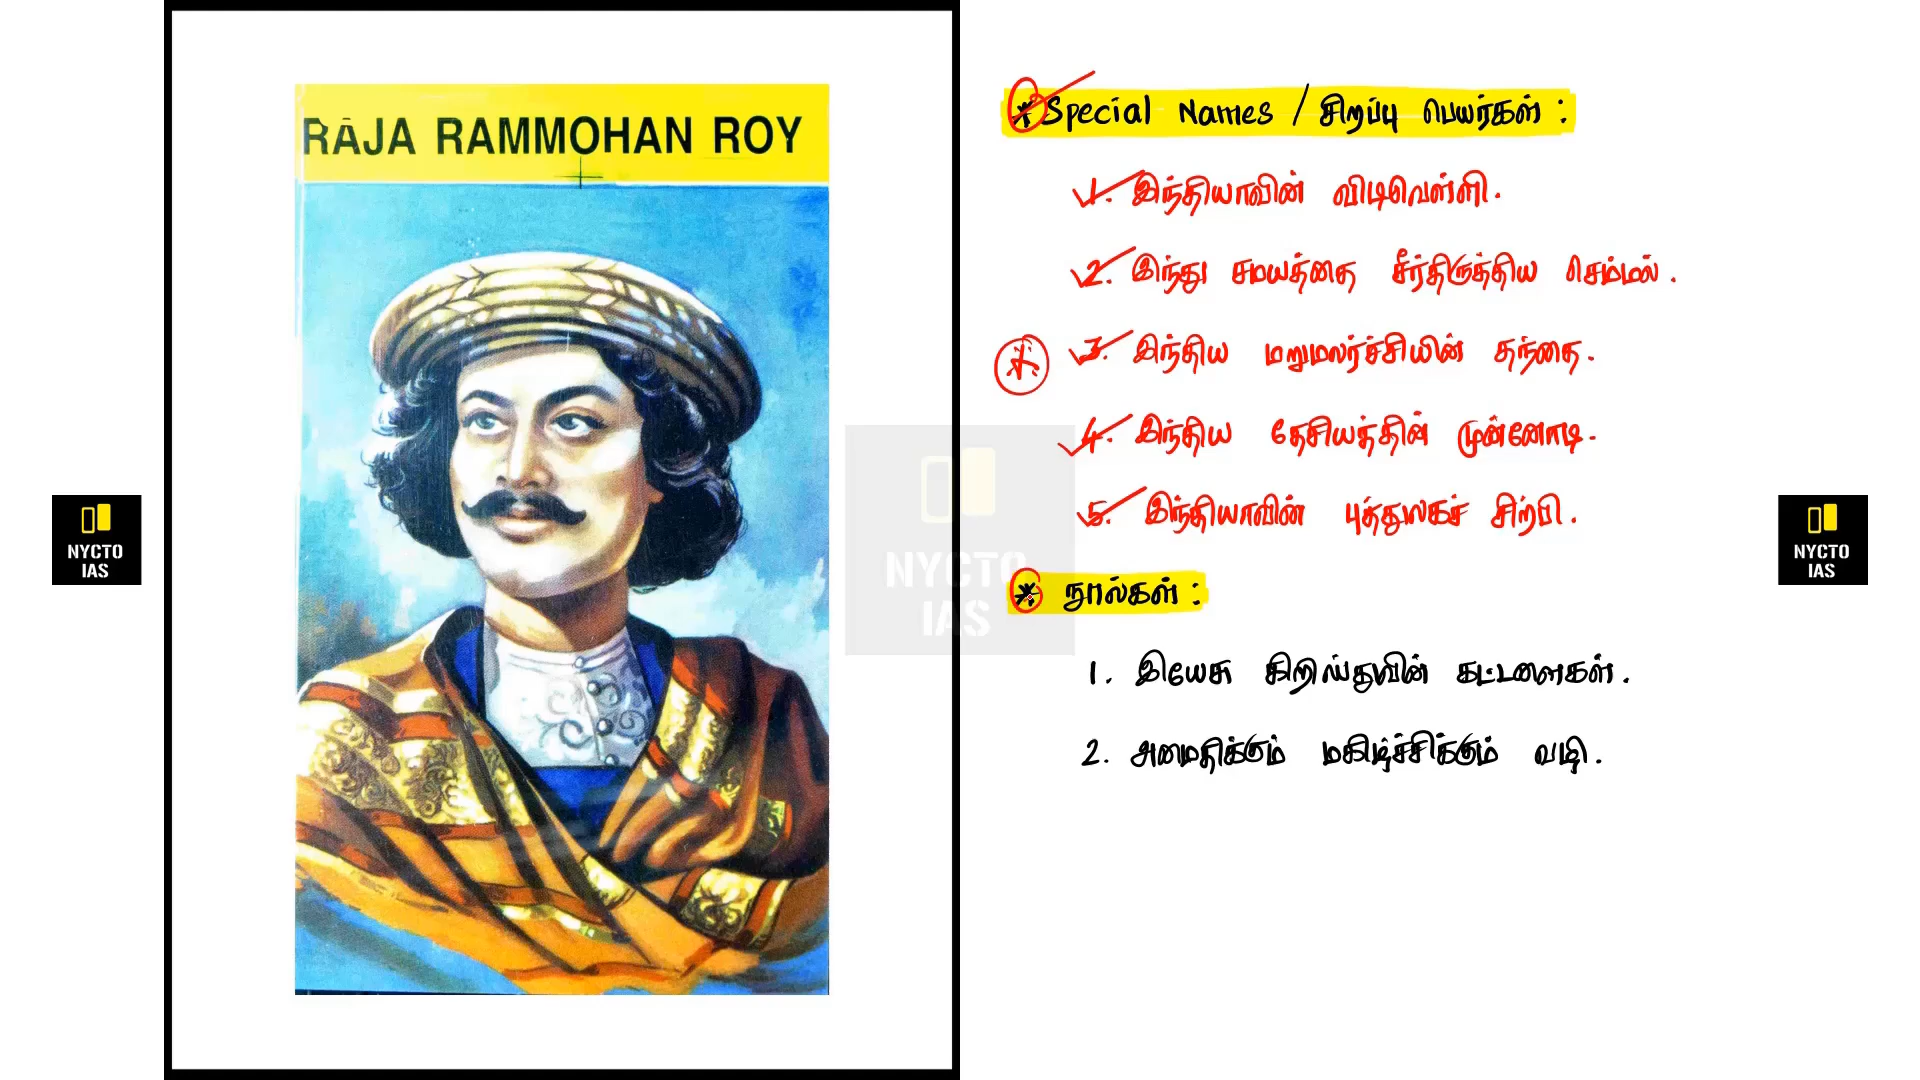 RAJA RAMMOHAN ROY
* Special Names / சிறப்பு பெயர்கள் :
1. இந்தியாவின் விடிவெள்ளி.
2. இந்து சமயத்தை சீர்திருத்திய செம்மல்.
3. இந்திய மறுமலர்ச்சியின் தந்தை.
4. இந்திய தேசியத்தின் முன்னோடி.
5. இந்தியாவின் புத்துலகச் சிற்பி.
* நூல்கள் :
1. இயேசு கிறிஸ்துவின் கட்டளைகள்.
2. அமைதிக்கும் மகிழ்ச்சிக்கும் வழி.
NYCTO
IAS
NYCTO
IAS
NYCTO
IAS